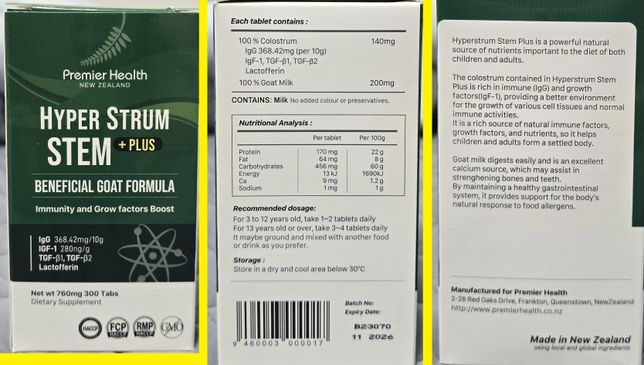 Premier Health
NEW ZEALAND
HYPER STRUM
STEM + PLUS
BENEFICIAL GOAT FORMULA
Immunity and Grow factors Boost
IgG 368.42mg/10g
IGF-1 280ng/g
TGF-β1, TGF-β2
Lactoferrin
Net wt 760mg 300 Tabs
Dietary Supplement
HACCP FCP RMP GMO
Each tablet contains :
100 % Colostrum 140mg
IgG 368.42mg (per 10g)
IgF-1, TGF-β1, TGF-β2
Lactoferrin
100 % Goat Milk 200mg
CONTAINS: Milk No added colour or preservatives.
Nutritional Analysis :
Per tablet Per 100g
Protein 170 mg 22 g
Fat 64 mg 8 g
Carbohydrates 456 mg 60 g
Energy 13 kJ 1690kJ
Ca 9 mg 1.2 g
Sodium 1 mg 1 g
Recommended dosage:
For 3 to 12 years old, take 1~2 tablets daily
For 13 years old or over, take 3~4 tablets daily
It maybe ground and mixed with another food
or drink as you prefer.
Storage :
Store in a dry and cool area below 30°C
Batch No:
Expiry Date:
B23070
11 2026
9 460003 000017
Hyperstrum Stem Plus is a powerful natural
source of nutrients important to the diet of both
children and adults.
The colostrum contained in Hyperstrum Stem
Plus is rich in immune (IgG) and growth
factors(IgF-1), providing a better environment
for the growth of various cell tissues and normal
immune activities.
It is a rich source of natural immune factors,
growth factors, and nutrients, so it helps
children and adults form a settled body.
Goat milk digests easily and is an excellent
calcium source, which may assist in
strengthening bones and teeth.
By maintaining a healthy gastrointestinal
system, it provides support for the body's
natural response to food allergens.
Manufactured for Premier Health
2-28 Red Oaks Drive, Frankton, Queenstown, NewZealand
http://www.premierhealth.co.nz
Made in New Zealand
using local and global ingredients